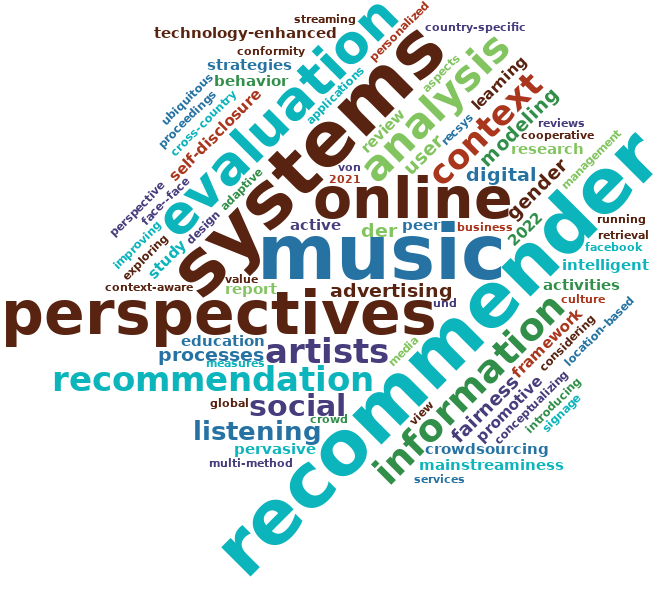 streaming
personalized
technology-enhanced
country-specific
conformity
strategies
behavior
aspects
learning
ubiquitous
proceedings
cross-country
self-disclosure
evaluation
applications
systems
review
analysis
user
recsys
context
modeling
reviews
cooperative
research
management
von
2021
digital
gender
online
perspective
face--face
adaptive
design
active
der
peer
business
2022
running
retrieval
facebook
improving
exploring
study
music
recommender
intelligent
context-aware
value
report
advertising
und
activities
culture
location-based
perspectives
education
processes
measures
artists
media
information
framework
considering
recommendation
fairness
promotive
conceptualizing
introducing
signage
global
social
crowd
view
listening
pervasive
multi-method
crowdsourcing
mainstreaminess
services